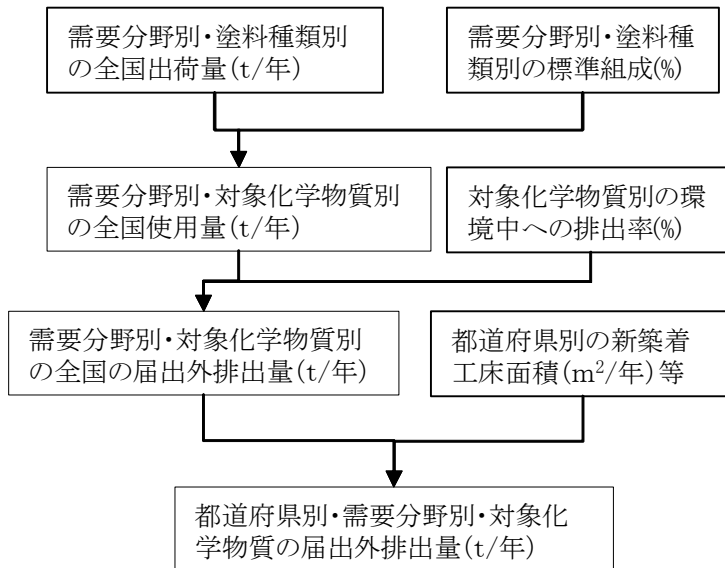 需要分野別・塗料種類別
の全国出荷量(t/年)
需要分野別・塗料種
類別の標準組成(%)
需要分野別・対象化学物質別
の全国使用量(t/年)
対象化学物質別の環
境中への排出率(%)
需要分野別・対象化学物質別
の全国の届出外排出量(t/年)
都道府県別の新築着
工床面積(m²/年)等
都道府県別・需要分野別・対象化
学物質の届出外排出量(t/年)